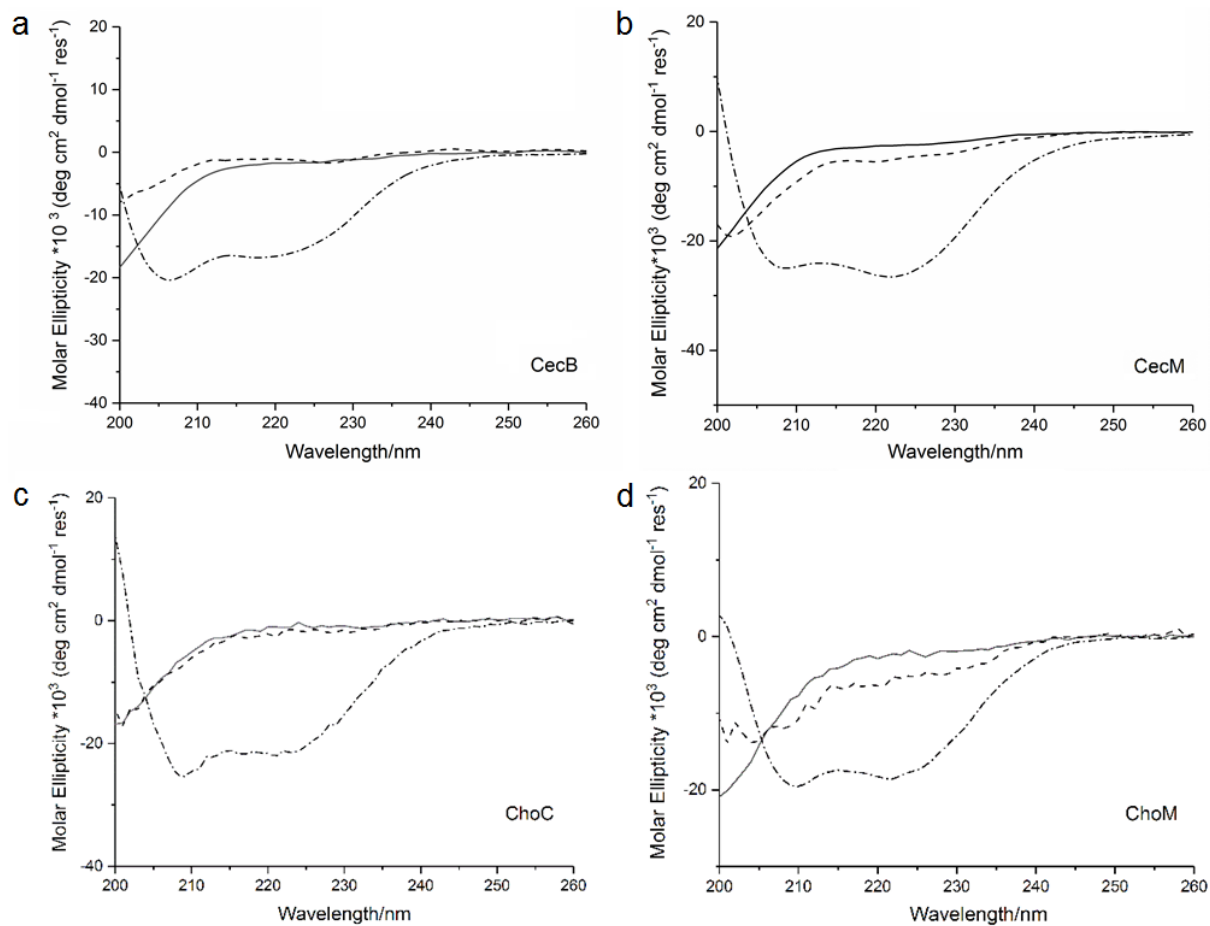 a
Molar Ellipticity *10 ³ (deg cm² dmol⁻¹ res⁻¹)
20
10
0
-10
-20
-30
-40
200 210 220 230 240 250 260
Wavelength/nm
CecB
b
Molar Ellipticity*10³ (deg cm² dmol⁻¹ res⁻¹)
20
0
-20
-40
200 210 220 230 240 250 260
Wavelength/nm
CecM
c
Molar Ellipticity *10³ (deg cm² dmol⁻¹ res⁻¹)
20
0
-20
-40
200 210 220 230 240 250 260
Wavelength/nm
ChoC
d
Molar Ellipticity *10³ (deg cm² dmol⁻¹ res⁻¹)
20
0
-20
200 210 220 230 240 250 260
Wavelength/nm
ChoM